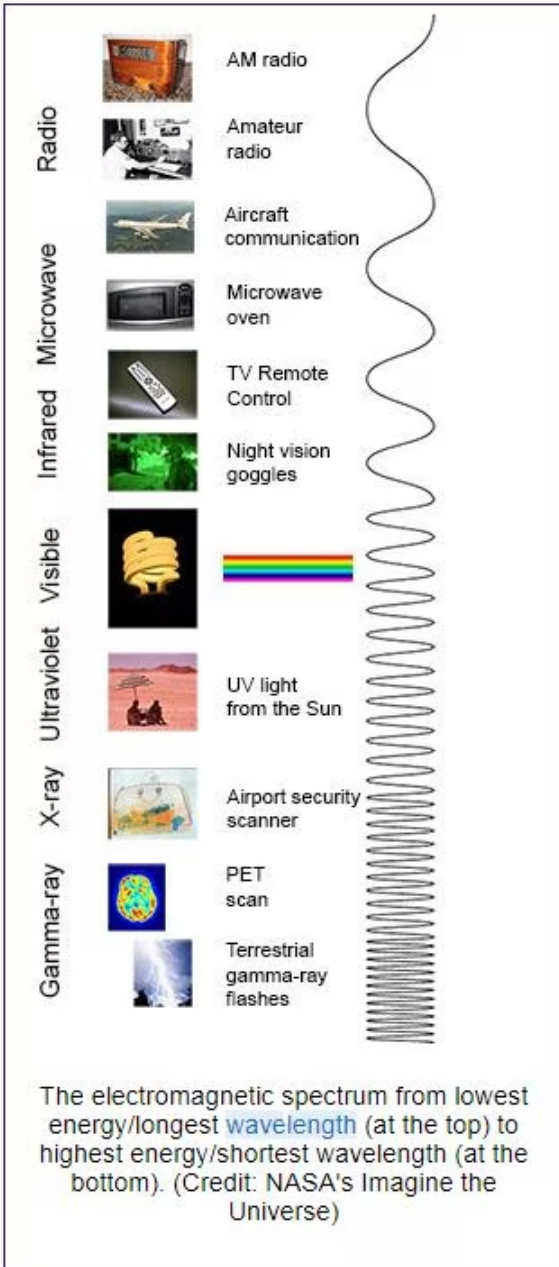 Radio
AM radio
Amateur
radio
Aircraft
communication
Microwave
Microwave
oven
Infrared
TV Remote
Control
Night vision
goggles
Visible
Ultraviolet
UV light
from the Sun
X-ray
Airport security
scanner
Gamma-ray
PET
scan
Terrestrial
gamma-ray
flashes
The electromagnetic spectrum from lowest
energy/longest wavelength (at the top) to
highest energy/shortest wavelength (at the
bottom). (Credit: NASA's Imagine the
Universe)